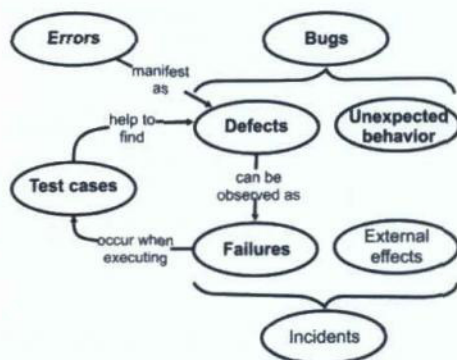 Errors
Bugs
manifest
as
help to
find
Defects
Unexpected
behavior
Test cases
can be
observed as
occur when
executing
Failures
External
effects
Incidents